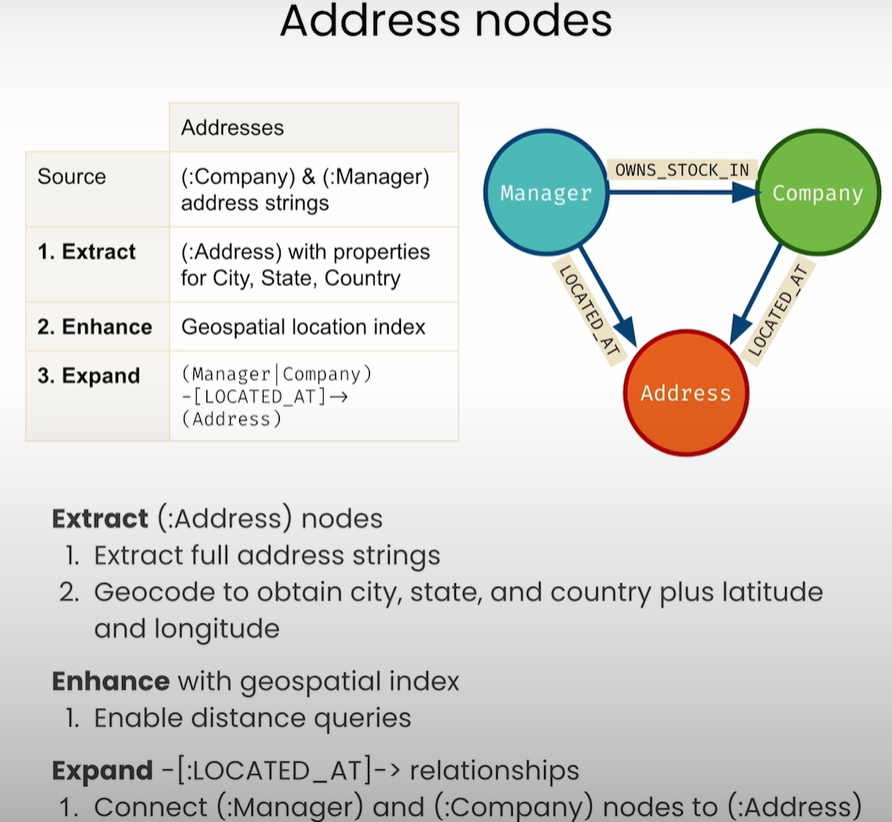 Address nodes
Addresses
Source
(:Company) & (:Manager)
address strings
1. Extract
(:Address) with properties
for City, State, Country
2. Enhance
Geospatial location index
3. Expand
(Manager|Company)
-[LOCATED_AT]→
(Address)
Manager
OWNS_STOCK_IN
Company
LOCATED_AT
LOCATED_AT
Address
Extract (:Address) nodes
1. Extract full address strings
2. Geocode to obtain city, state, and country plus latitude
and longitude
Enhance with geospatial index
1. Enable distance queries
Expand -[:LOCATED_AT]-> relationships
1. Connect (:Manager) and (:Company) nodes to (:Address)